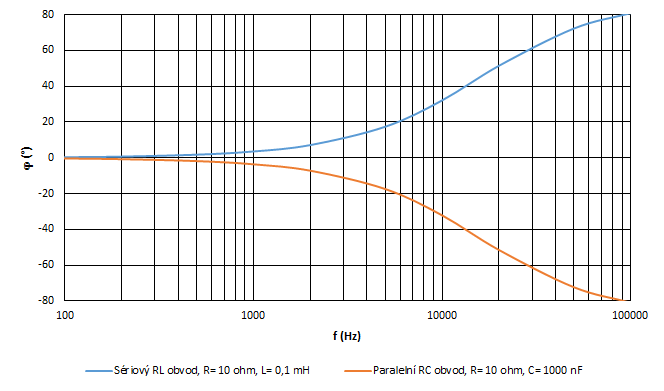 80
60
40
20
0
-20
-40
-60
-80
φ (°)
100 1000 10000 100000
f (Hz)
Sériový RL obvod, R= 10 ohm, L= 0,1 mH Paralelní RC obvod, R= 10 ohm, C= 1000 nF